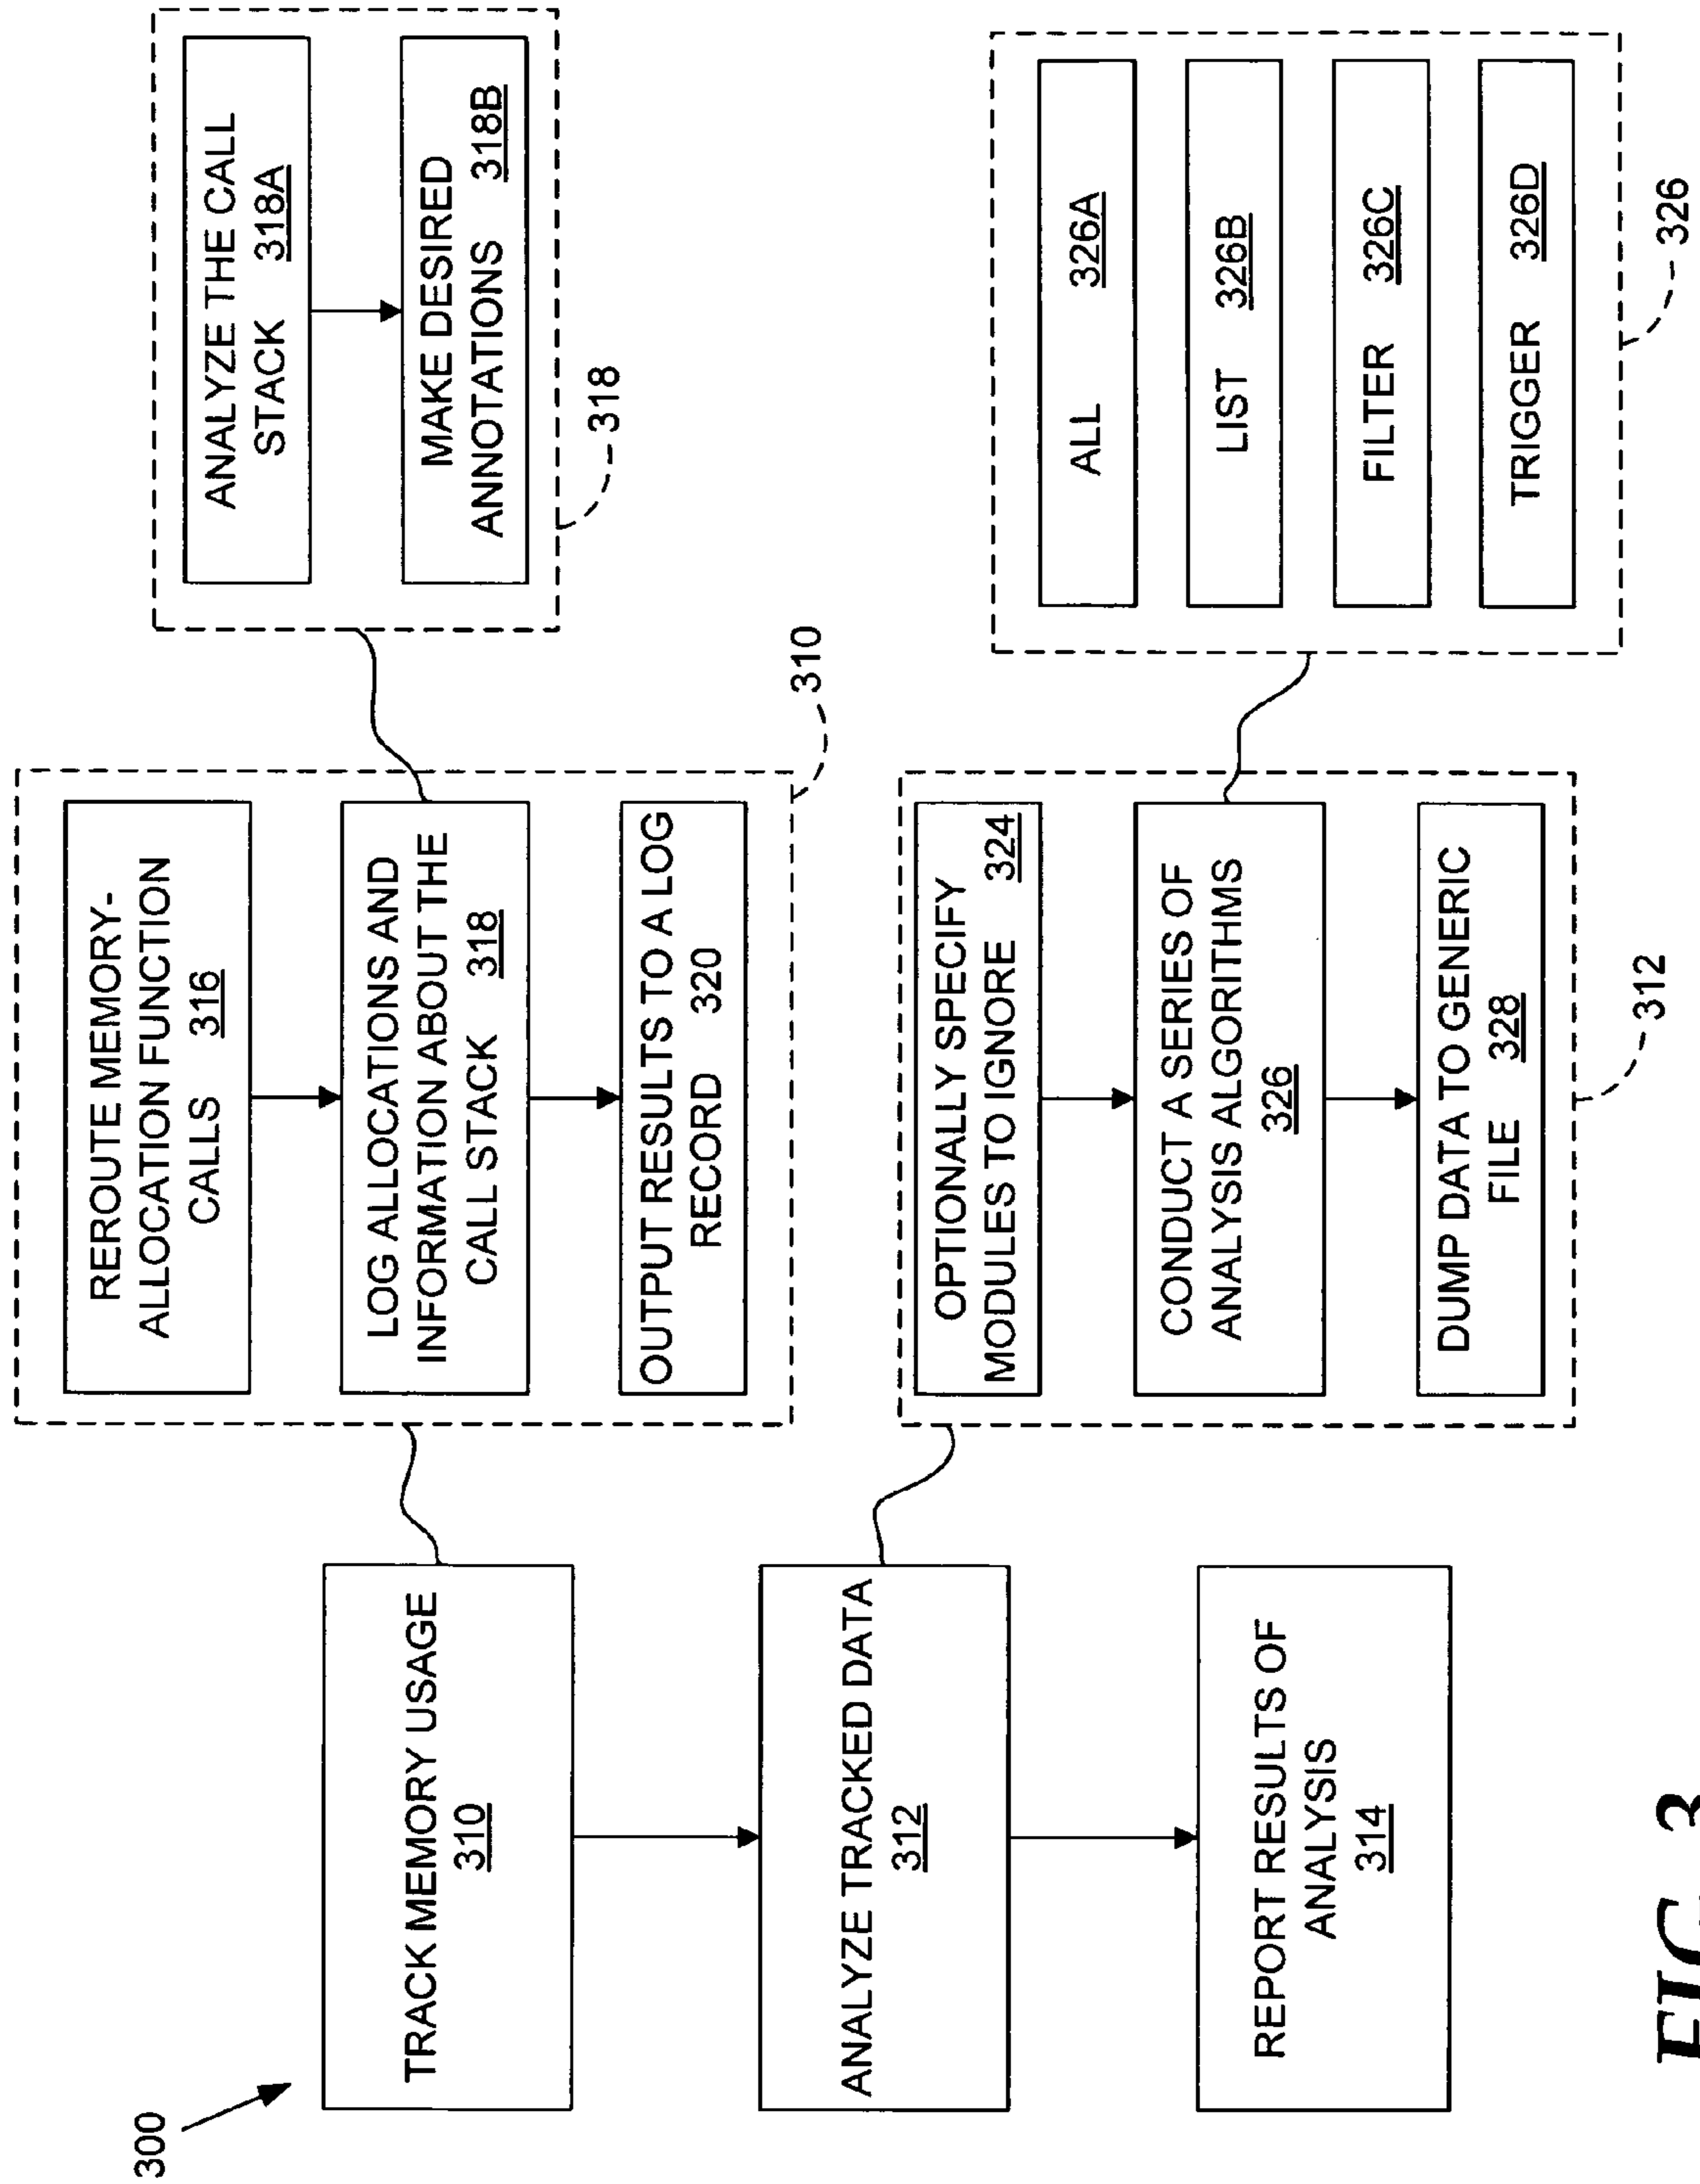 300
TRACK MEMORY USAGE
310
ANALYZE TRACKED DATA
312
REPORT RESULTS OF
ANALYSIS
314
REROUTE MEMORY-
ALLOCATION FUNCTION
CALLS 316
LOG ALLOCATIONS AND
INFORMATION ABOUT THE
CALL STACK 318
OUTPUT RESULTS TO A LOG
RECORD 320
310
OPTIONALLY SPECIFY
MODULES TO IGNORE 324
CONDUCT A SERIES OF
ANALYSIS ALGORITHMS
326
DUMP DATA TO GENERIC
FILE 328
312
ANALYZE THE CALL
STACK 318A
MAKE DESIRED
ANNOTATIONS 318B
318
ALL 326A
LIST 326B
FILTER 326C
TRIGGER 326D
326
FIG. 3